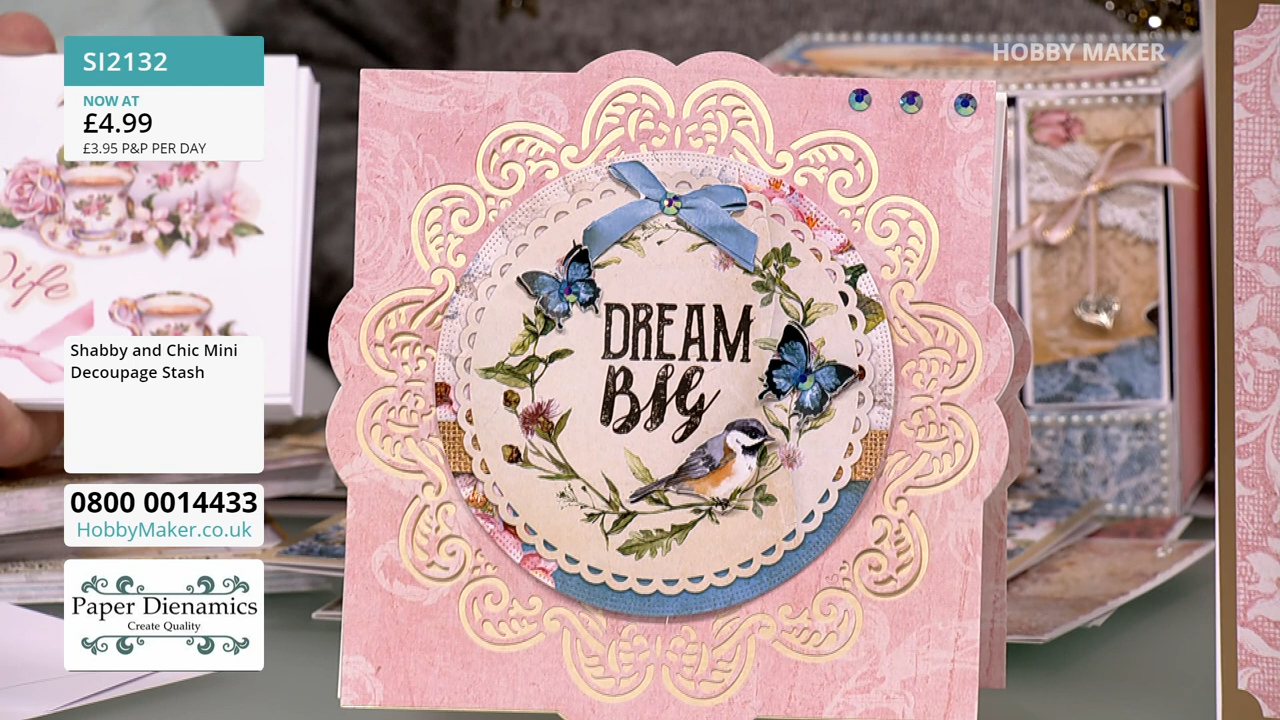 SI2132
NOW AT
£4.99
£3.95 P&P PER DAY
HOBBY MAKER
Wife
Shabby and Chic Mini
Decoupage Stash
0800 0014433
HobbyMaker.co.uk
Paper Dienamics
Create Quality
DREAM
BIG